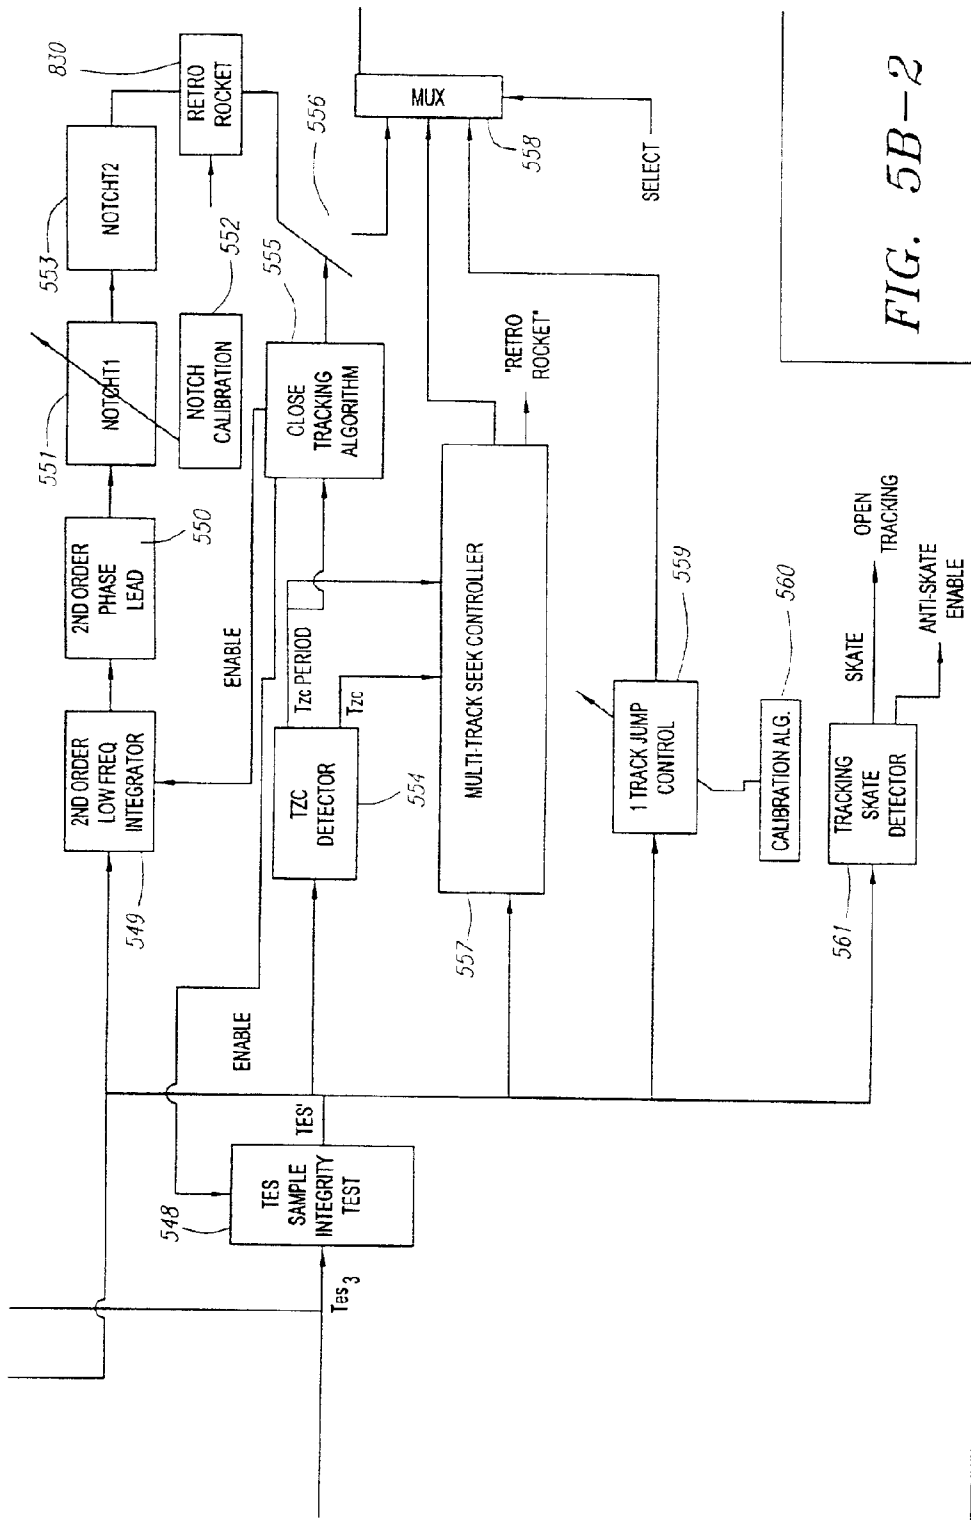 549
2ND ORDER
LOW FREQ
INTEGRATOR
2ND ORDER
PHASE
LEAD
550
551
NOTCHT1
553
NOTCHT2
830
RETRO
ROCKET
NOTCH
CALIBRATION
552
ENABLE
ENABLE
Tes3
548
TES
SAMPLE
INTEGRITY
TEST
TES'
TZC
DETECTOR
554
Tzc PERIOD
Tzc
CLOSE
TRACKING
ALGORITHM
555
556
MUX
558
SELECT
557
MULTI-TRACK SEEK CONTROLLER
"RETRO
ROCKET"
1 TRACK JUMP
CONTROL
559
CALIBRATION ALG.
560
561
TRACKING
SKATE
DETECTOR
SKATE
OPEN
TRACKING
ANTI-SKATE
ENABLE
FIG. 5B-2